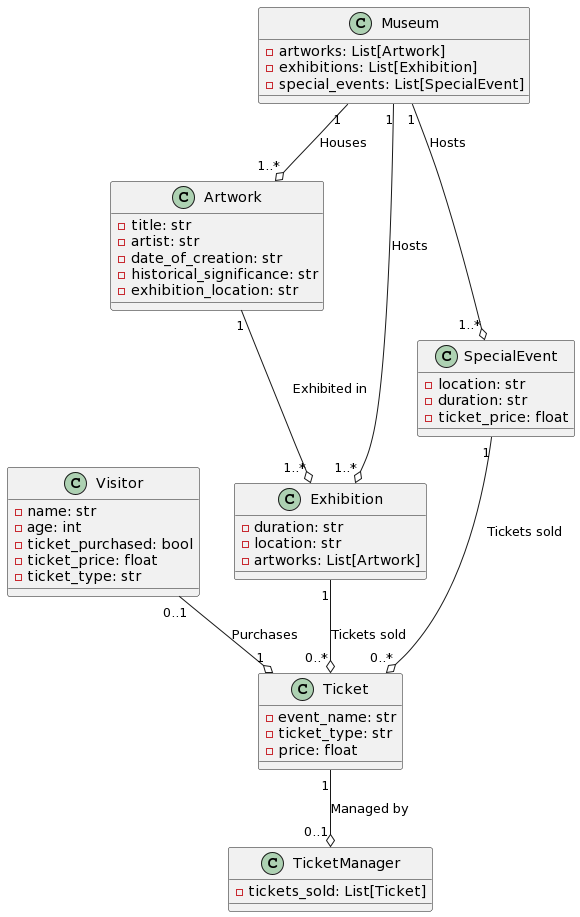 C Museum
artworks: List[Artwork]
exhibitions: List[Exhibition]
special_events: List[SpecialEvent]
1
1
1
Houses
Hosts
1..*
C Artwork
title: str
artist: str
date_of_creation: str
historical_significance: str
exhibition_location: str
Hosts
1
1..*
C SpecialEvent
location: str
duration: str
ticket_price: float
Exhibited in
1
1..*
1..*
C Visitor
name: str
age: int
ticket_purchased: bool
ticket_price: float
ticket_type: str
C Exhibition
duration: str
location: str
artworks: List[Artwork]
Tickets sold
1
0..1
Purchases
Tickets sold
1
0..*
0..*
C Ticket
event_name: str
ticket_type: str
price: float
1
Managed by
0..1
C TicketManager
tickets_sold: List[Ticket]